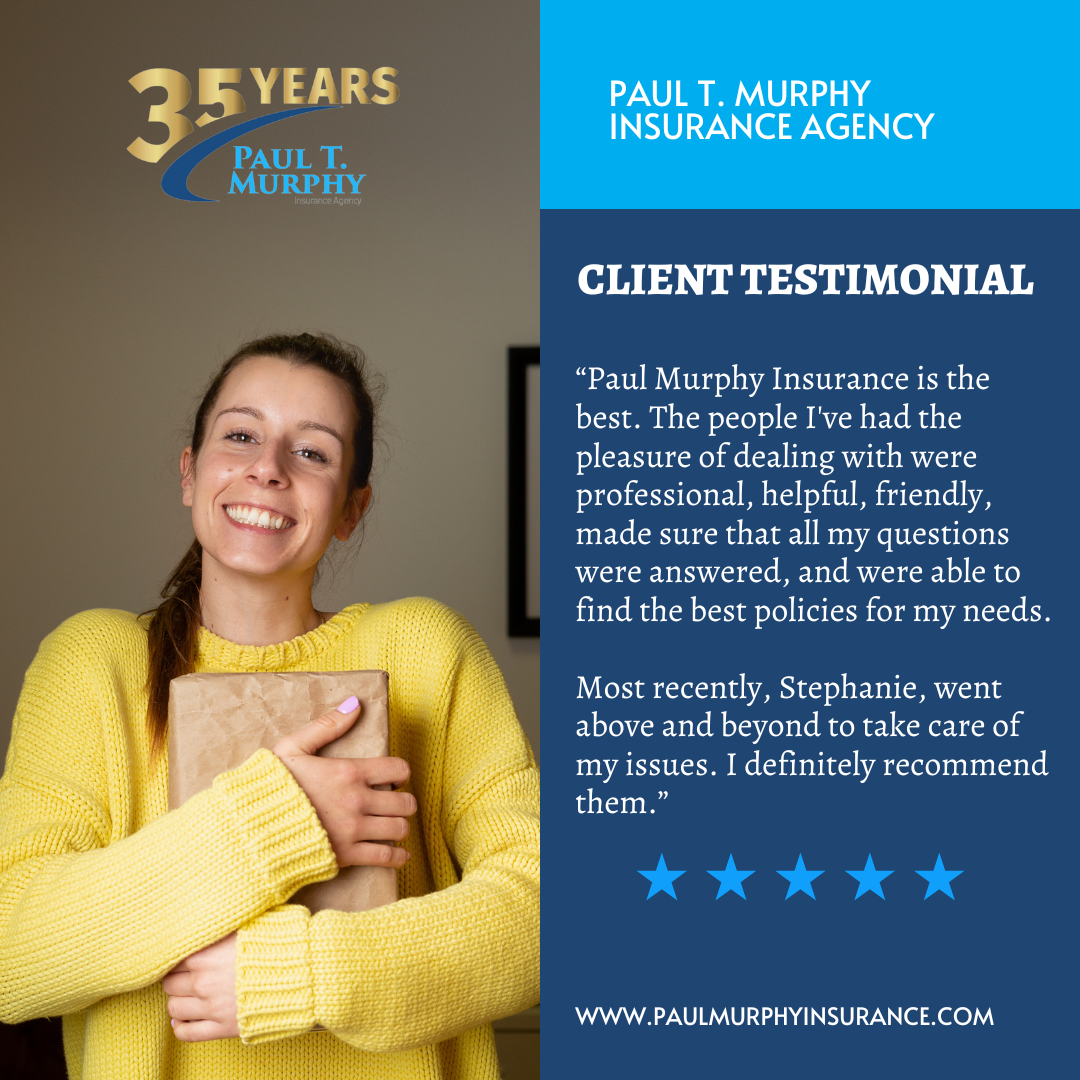 35 YEARS
PAUL T.
MURPHY
Insurance Agency
PAUL T. MURPHY
INSURANCE AGENCY
CLIENT TESTIMONIAL
“Paul Murphy Insurance is the
best. The people I've had the
pleasure of dealing with were
professional, helpful, friendly,
made sure that all my questions
were answered, and were able to
find the best policies for my needs.
Most recently, Stephanie, went
above and beyond to take care of
my issues. I definitely recommend
them.”
WWW.PAULMURPHYINSURANCE.COM